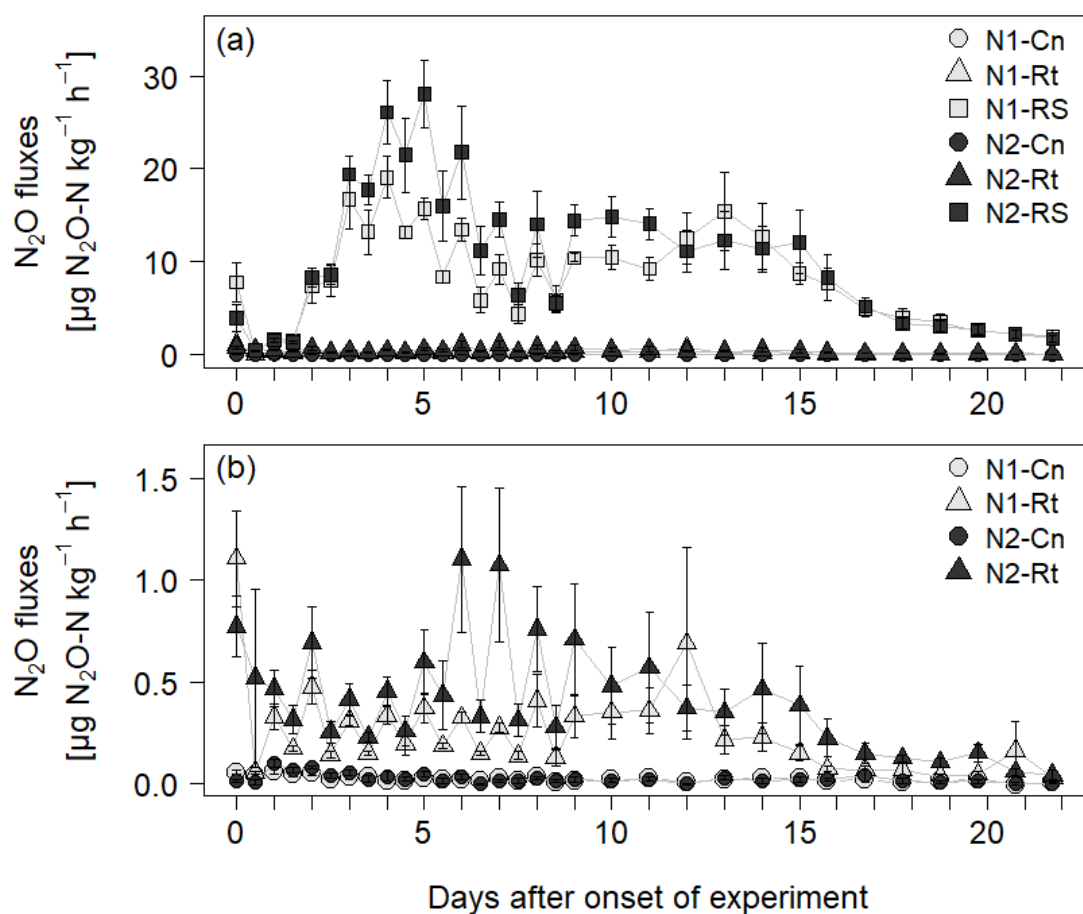 (a)
N₂O fluxes
[µg N₂O-N kg⁻¹ h⁻¹]
30
20
10
0
N1-Cn
N1-Rt
N1-RS
N2-Cn
N2-Rt
N2-RS
0 5 10 15 20
(b)
N₂O fluxes
[µg N₂O-N kg⁻¹ h⁻¹]
1.5
1.0
0.5
0.0
N1-Cn
N1-Rt
N2-Cn
N2-Rt
0 5 10 15 20
Days after onset of experiment